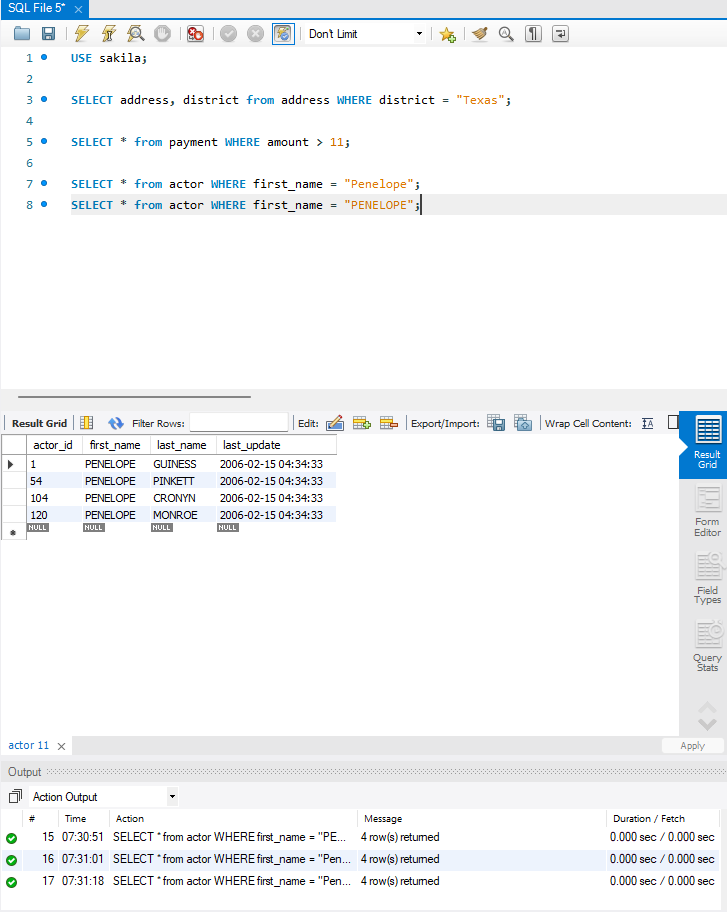 SQL File 5*
Don't Limit
1 USE sakila;
2
3 SELECT address, district from address WHERE district = "Texas";
4
5 SELECT * from payment WHERE amount > 11;
6
7 SELECT * from actor WHERE first_name = "Penelope";
8 SELECT * from actor WHERE first_name = "PENELOPE";
Result Grid Filter Rows: Edit: Export/Import: Wrap Cell Content:
actor_id first_name last_name last_update
1 PENELOPE GUINESS 2006-02-15 04:34:33
54 PENELOPE PINKETT 2006-02-15 04:34:33
104 PENELOPE CRONYN 2006-02-15 04:34:33
120 PENELOPE MONROE 2006-02-15 04:34:33
NULL NULL NULL NULL
Result
Grid
Form
Editor
Field
Types
Query
Stats
actor 11
Apply
Output
Action Output
# Time Action Message Duration / Fetch
15 07:30:51 SELECT * from actor WHERE first_name = "PE... 4 row(s) returned 0.000 sec / 0.000 sec
16 07:31:01 SELECT * from actor WHERE first_name = "Pen... 4 row(s) returned 0.000 sec / 0.000 sec
17 07:31:18 SELECT * from actor WHERE first_name = "Pen... 4 row(s) returned 0.000 sec / 0.000 sec